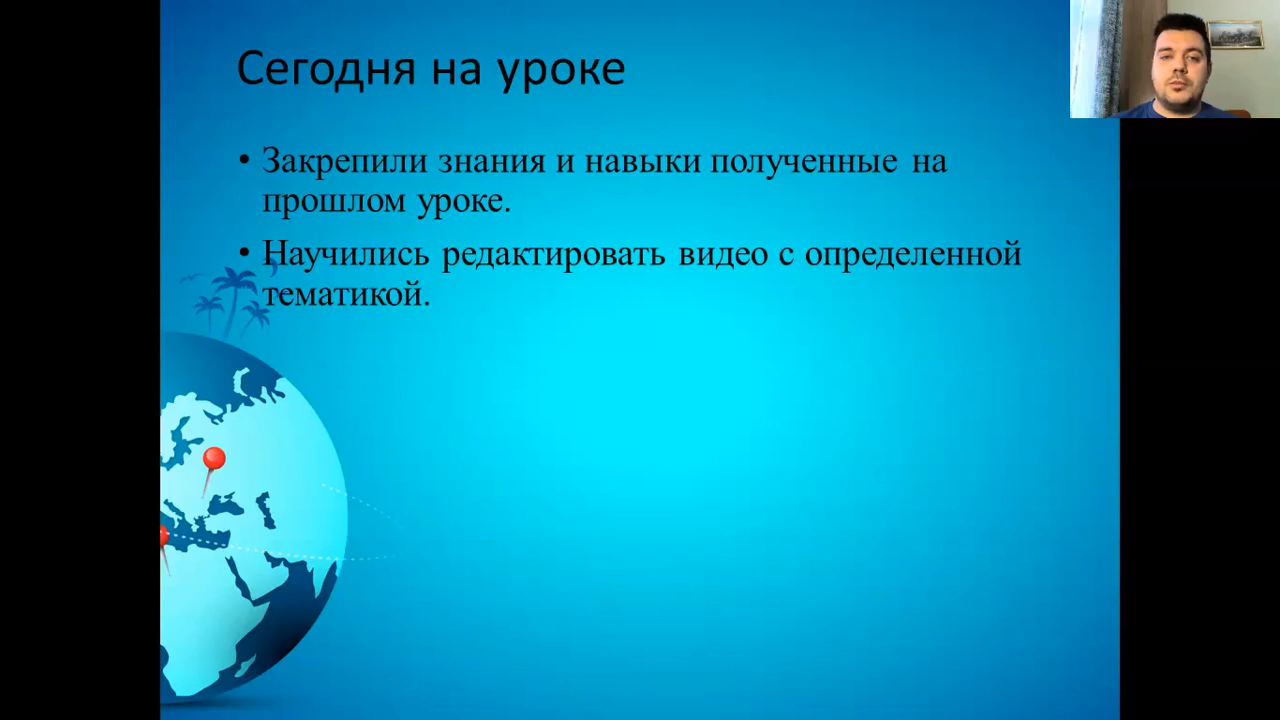 Сегодня на уроке
• Закрепили знания и навыки полученные на
прошлом уроке.
• Научились редактировать видео с определенной
тематикой.